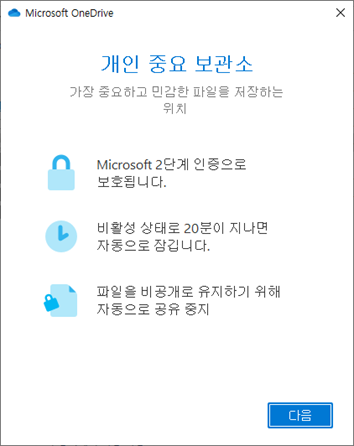 Microsoft OneDrive
개인 중요 보관소
가장 중요하고 민감한 파일을 저장하는
위치
Microsoft 2단계 인증으로
보호됩니다.
비활성 상태로 20분이 지나면
자동으로 잠깁니다.
파일을 비공개로 유지하기 위해
자동으로 공유 중지
다음